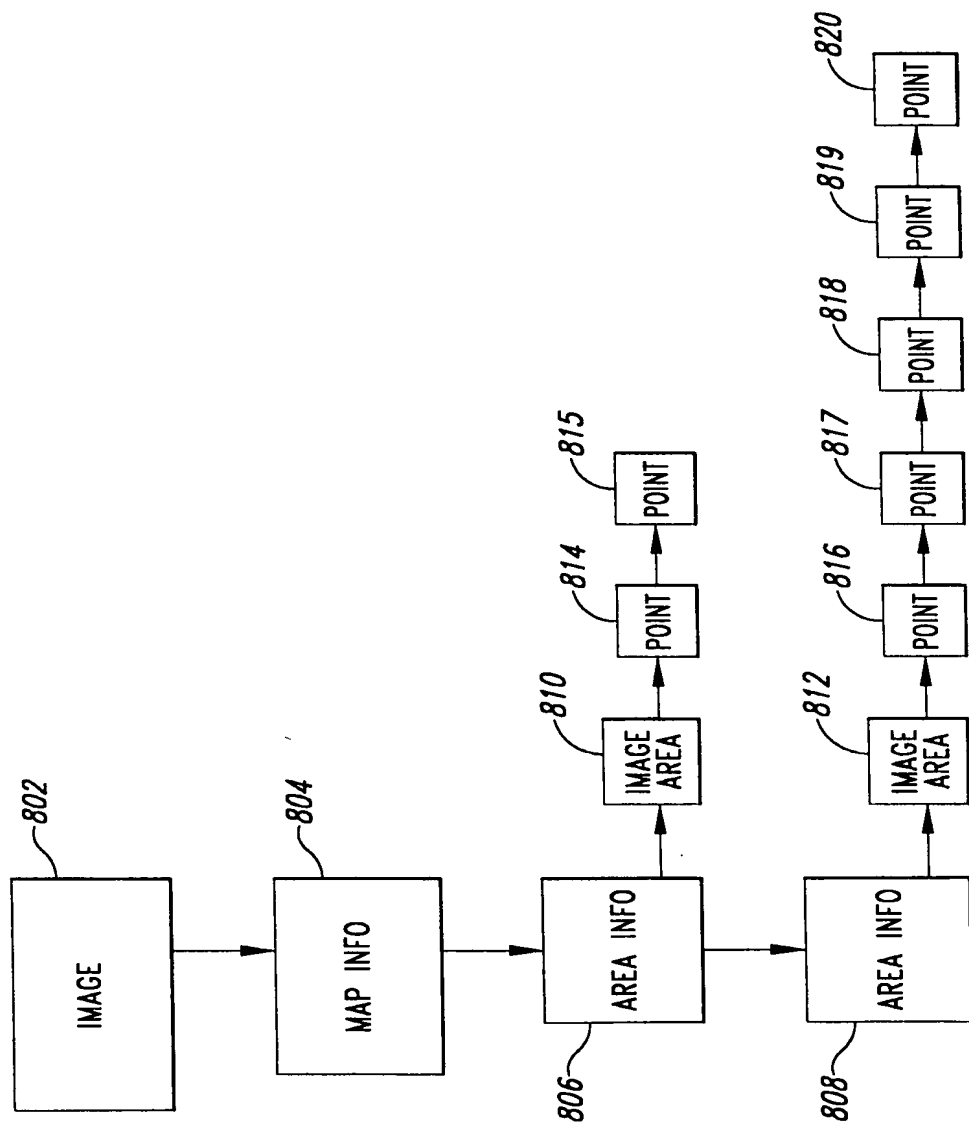 802
IMAGE
804
MAP INFO
806
AREA INFO
810
IMAGE
AREA
814
POINT
815
POINT
808
AREA INFO
812
IMAGE
AREA
816
POINT
817
POINT
818
POINT
819
POINT
820
POINT